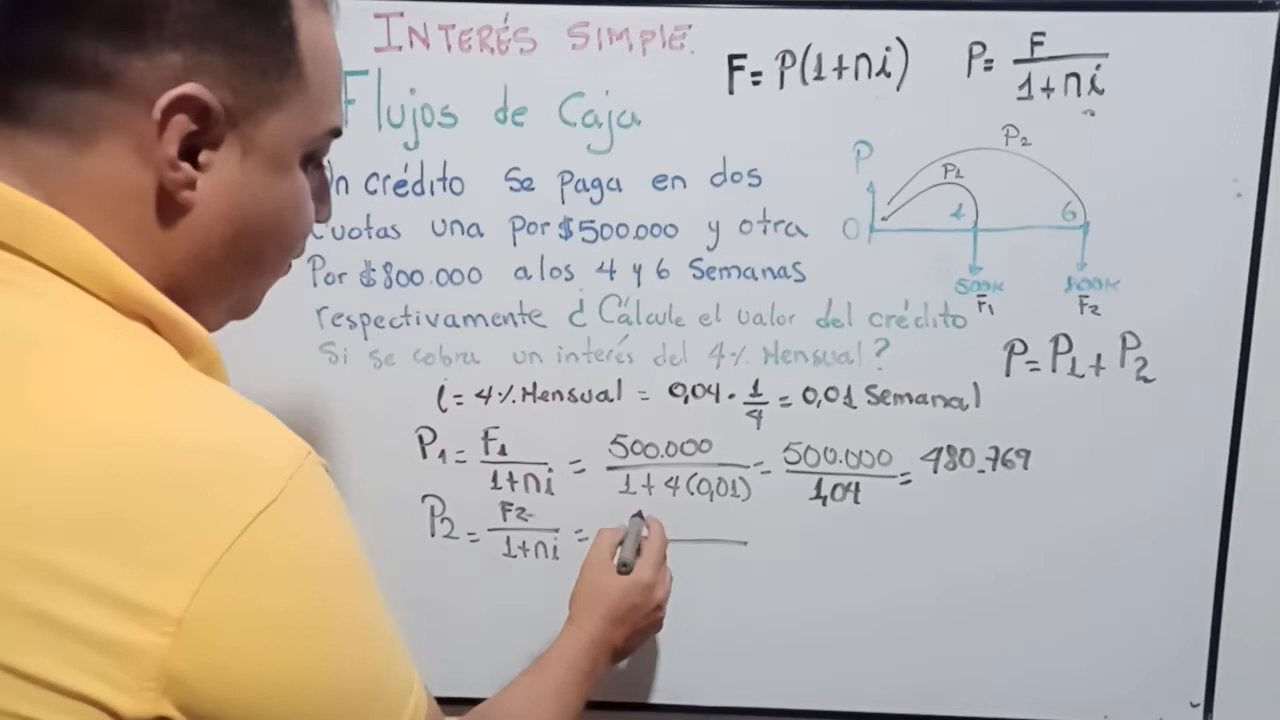 INTERÉS SIMPLE.
F = P(1+ni) P = F / 1+ni
Flujos de Caja
P P1 P2
0 4 6
Un crédito se paga en dos
cuotas una por $500.000 y otra
Por $800.000 a los 4 y 6 Semanas
500K 800K
F1 F2
respectivamente ¿ Cálcule el valor del crédito
Si se cobra un interés del 4% Mensual?
P = P1 + P2
i = 4% Mensual = 0,04 . 1/4 = 0,01 Semanal
P1 = F1 / 1+ni = 500.000 / 1+4(0,01) = 500.000 / 1,04 = 480.769
P2 = F2 / 1+ni =